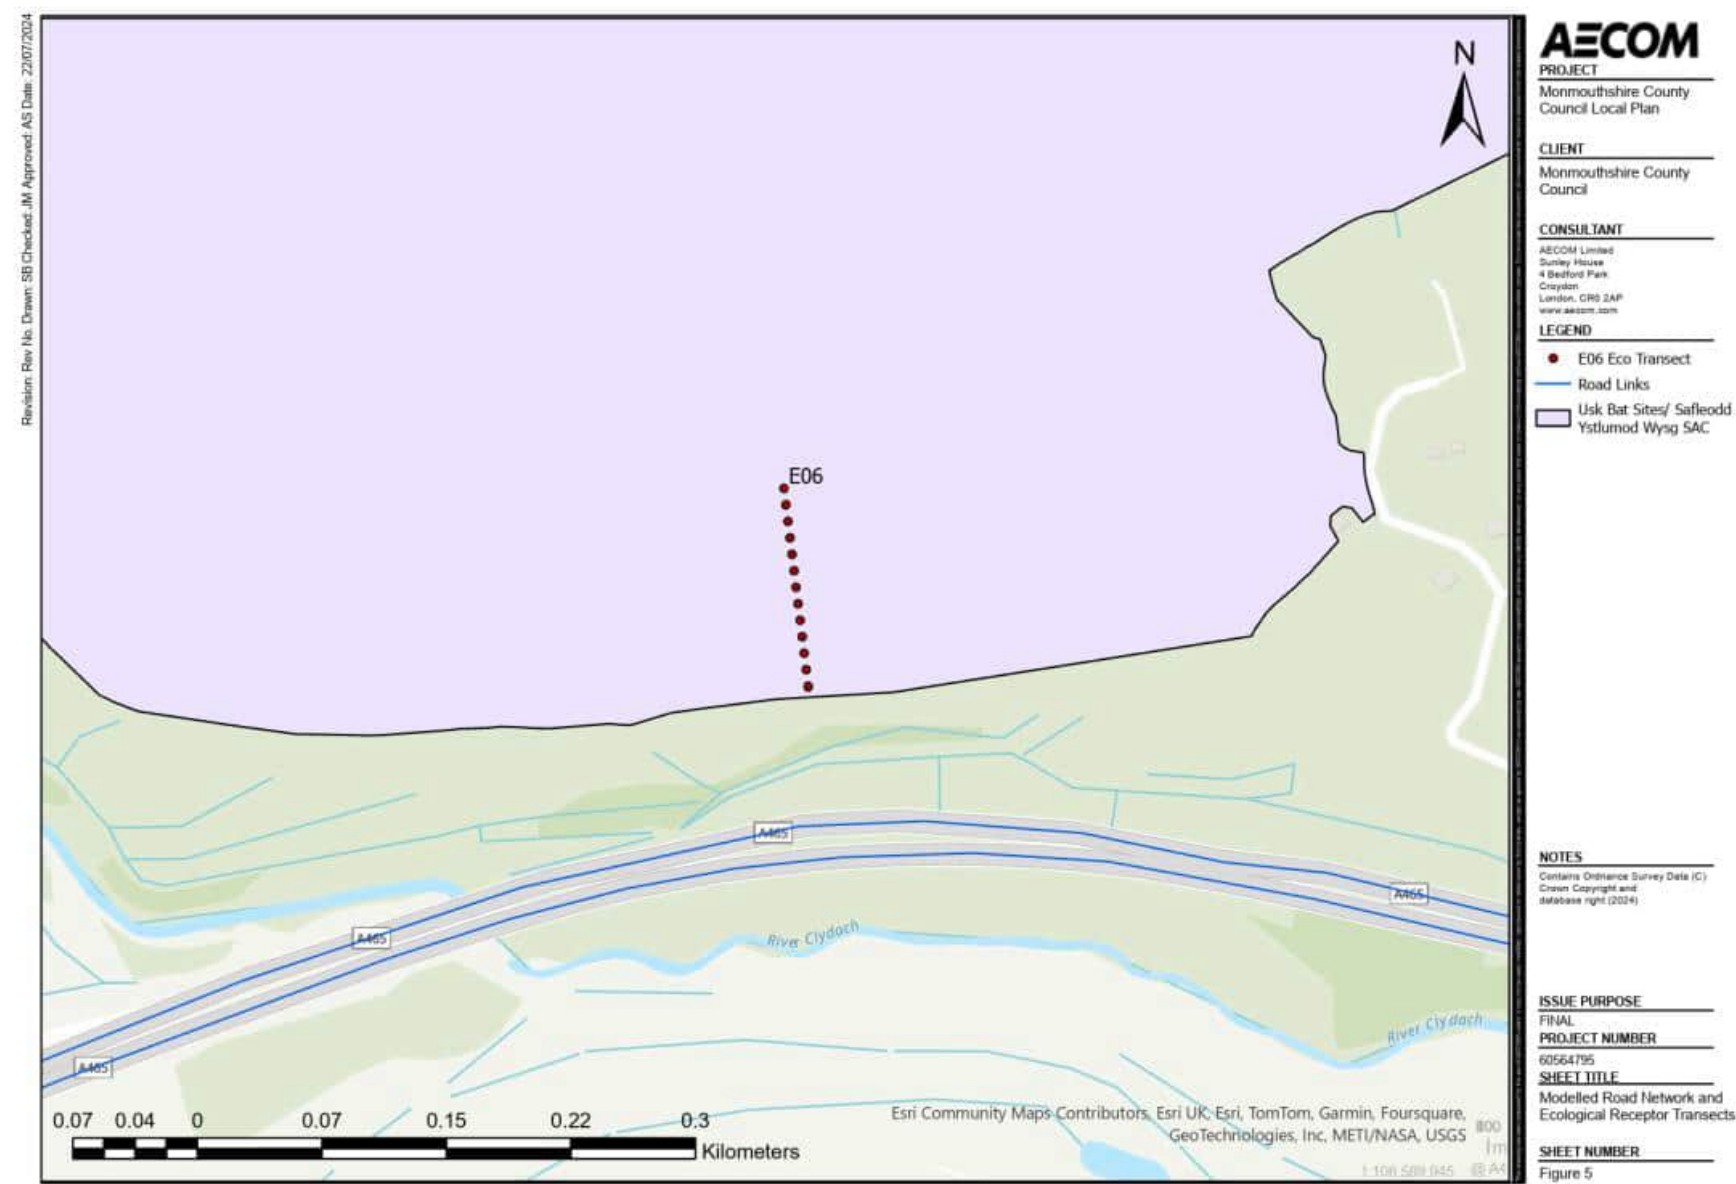 Revision: Rev No. Drawn: SB Checked: JM Approved: AS Date: 22/07/2024
N
E06
A465
A465
A465
A465
River Clydach
River Clydach
0.07 0.04 0 0.07 0.15 0.22 0.3
Kilometers
Esri Community Maps Contributors, Esri UK, Esri, TomTom, Garmin, Foursquare,
GeoTechnologies, Inc, METI/NASA, USGS
AECOM
PROJECT
Monmouthshire County
Council Local Plan
CLIENT
Monmouthshire County
Council
CONSULTANT
AECOM Limited
Sunley House
4 Bedford Park
Croydon
London, CR0 2AP
www.aecom.com
LEGEND
E06 Eco Transect
Road Links
Usk Bat Sites/ Safleodd
Ystlumod Wysg SAC
NOTES
Contains Ordnance Survey Data (C)
Crown Copyright and
database right (2024)
ISSUE PURPOSE
FINAL
PROJECT NUMBER
60564795
SHEET TITLE
Modelled Road Network and
Ecological Receptor Transects
SHEET NUMBER
Figure 5